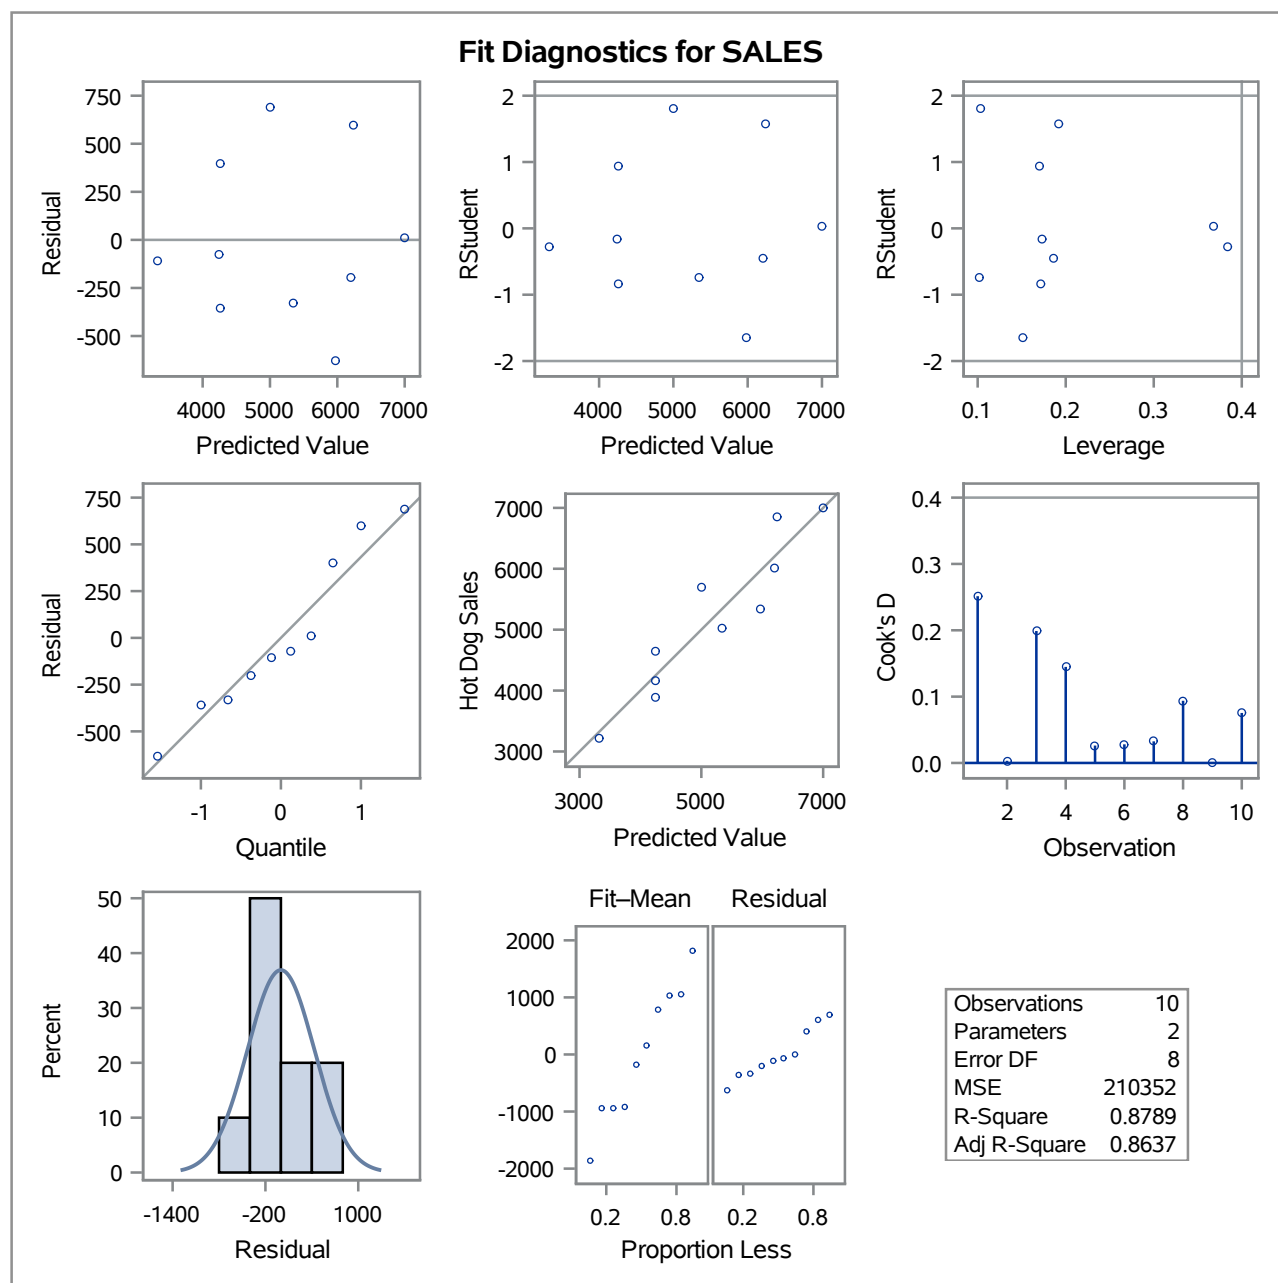 Fit Diagnostics for SALES
750
500
250
0
-250
-500
Residual
4000 5000 6000 7000
Predicted Value
2
1
0
-1
-2
RStudent
4000 5000 6000 7000
Predicted Value
2
1
0
-1
-2
RStudent
0.1 0.2 0.3 0.4
Leverage
750
500
250
0
-250
-500
Residual
-1 0 1
Quantile
7000
6000
5000
4000
3000
Hot Dog Sales
3000 5000 7000
Predicted Value
0.4
0.3
0.2
0.1
0.0
Cook's D
2 4 6 8 10
Observation
50
40
30
20
10
0
Percent
-1400 -200 1000
Residual
Fit–Mean Residual
2000
1000
0
-1000
-2000
0.2 0.8 0.2 0.8
Proportion Less
Observations 10
Parameters 2
Error DF 8
MSE 210352
R-Square 0.8789
Adj R-Square 0.8637